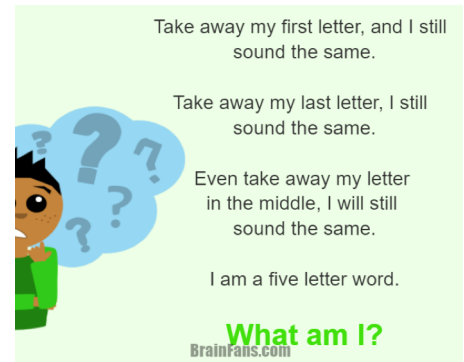 Take away my first letter, and I still
sound the same.
Take away my last letter, I still
sound the same.
Even take away my letter
in the middle, I will still
sound the same.
I am a five letter word.
What am I?
BrainFans.com
? ? ? ? ?